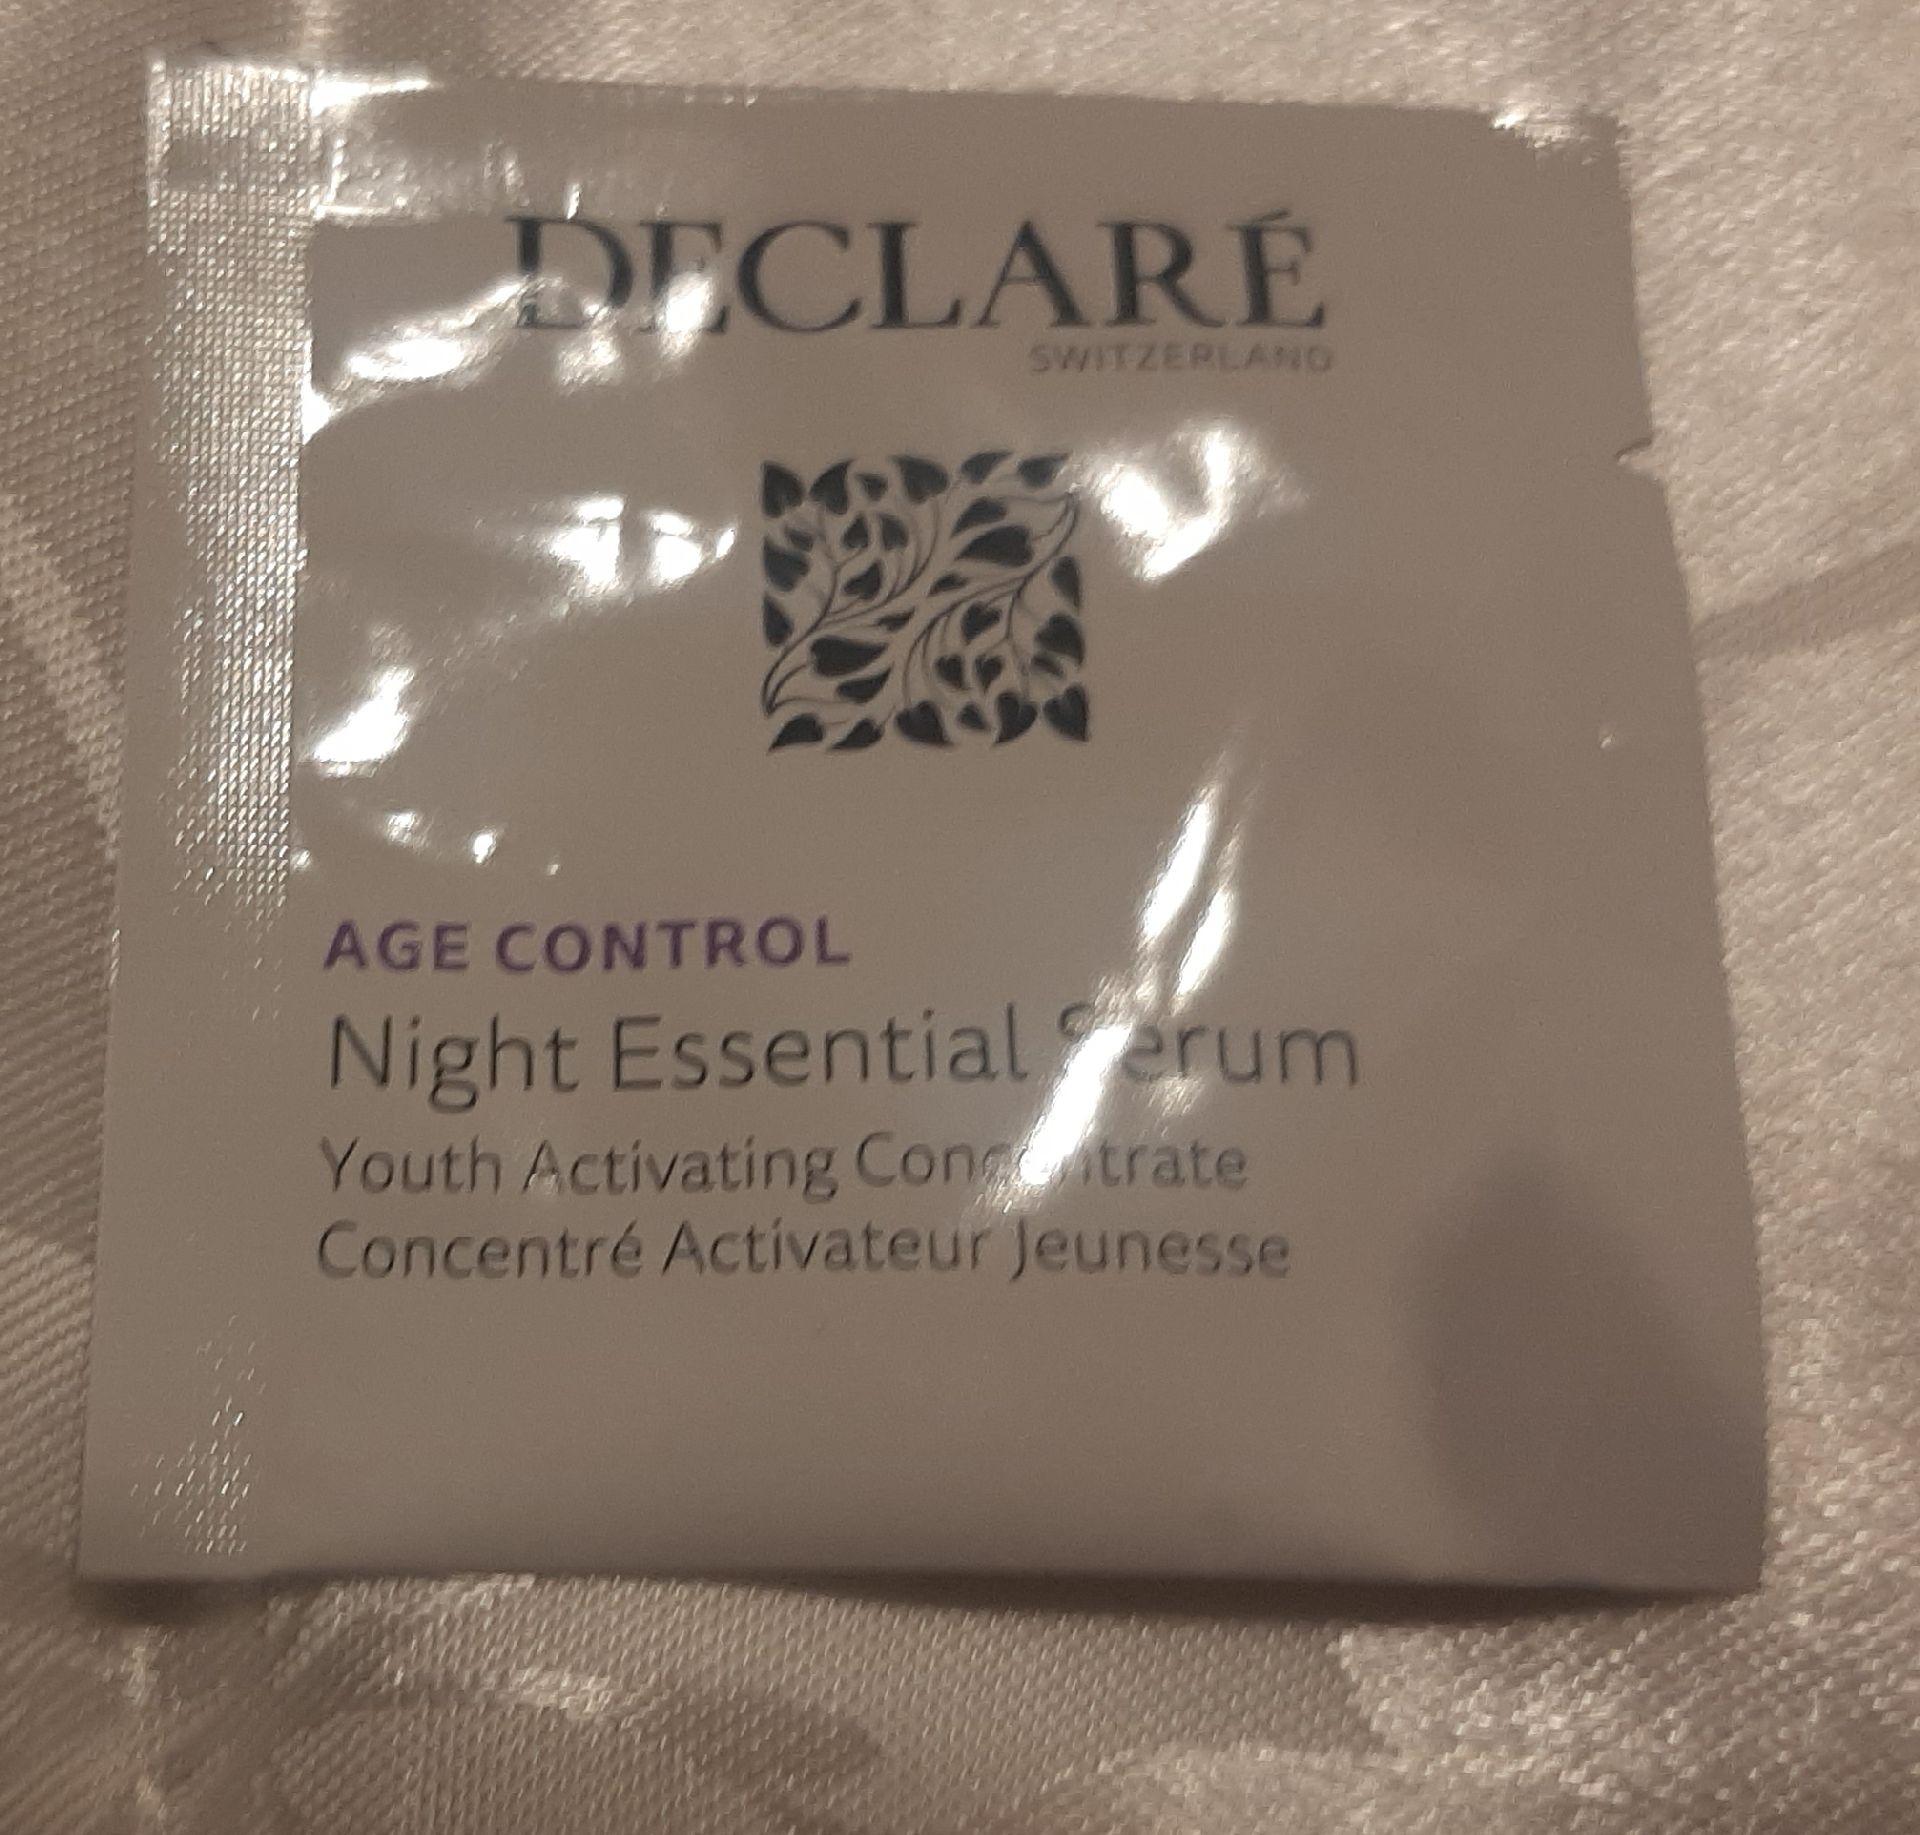 DECLARÉ
SWITZERLAND
AGE CONTROL
Night Essential Serum
Youth Activating Concentrate
Concentré Activateur Jeunesse